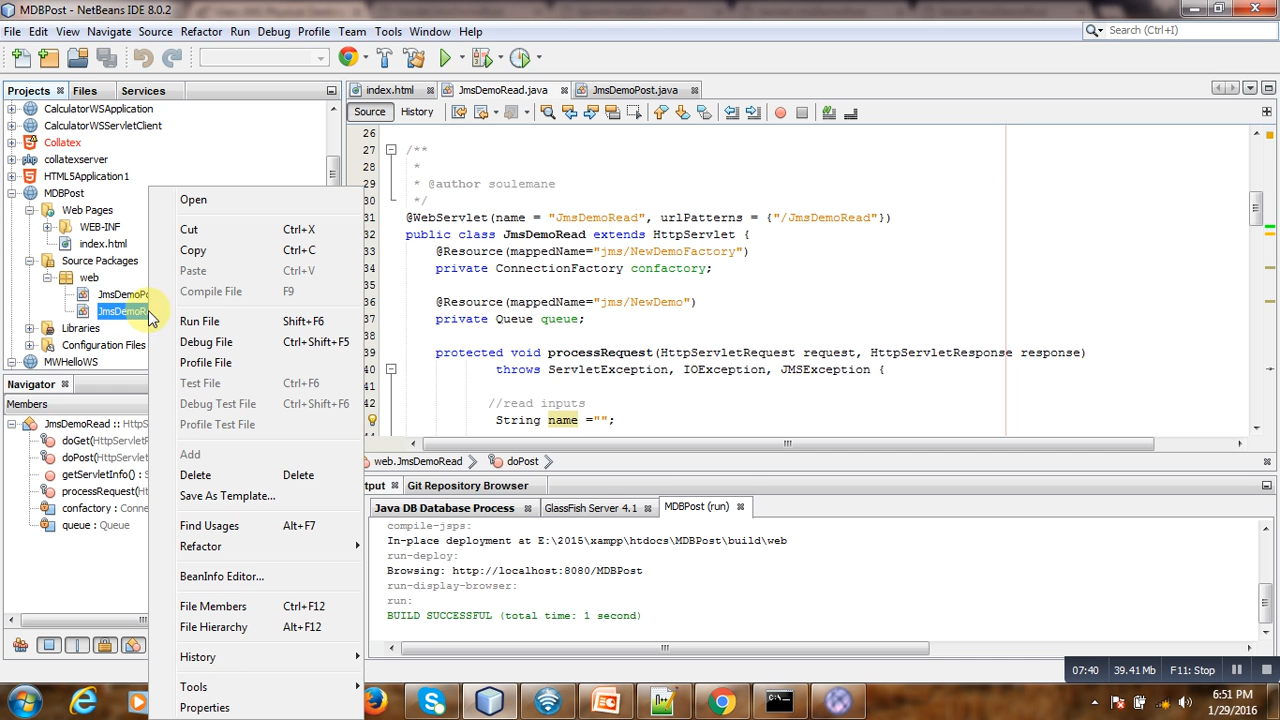 MDBPost - NetBeans IDE 8.0.2
File Edit View Navigate Source Refactor Run Debug Profile Team Tools Window Help
Search (Ctrl+I)
Projects Files Services
index.html JmsDemoRead.java JmsDemoPost.java
Source History
CalculatorWSApplication
CalculatorWSServletClient
Collatex
collatexserver
HTML5Application1
MDBPost
Web Pages
WEB-INF
index.html
Source Packages
web
JmsDemoPo
JmsDemoR
Libraries
Configuration Files
MWHelloWS
Navigator
Members
JmsDemoRead :: HttpS
doGet(HttpServletR
doPost(HttpServlet
getServletInfo() : S
processRequest(Ht
confactory : Conne
queue : Queue
Open
Cut Ctrl+X
Copy Ctrl+C
Paste Ctrl+V
Compile File F9
Run File Shift+F6
Debug File Ctrl+Shift+F5
Profile File
Test File Ctrl+F6
Debug Test File Ctrl+Shift+F6
Profile Test File
Add
Delete Delete
Save As Template...
Find Usages Alt+F7
Refactor
BeanInfo Editor...
File Members Ctrl+F12
File Hierarchy Alt+F12
History
Tools
Properties
26
27 /**
28 *
29 * @author soulemane
30 */
31 @WebServlet(name = "JmsDemoRead", urlPatterns = {"/JmsDemoRead"})
32 public class JmsDemoRead extends HttpServlet {
33 @Resource(mappedName="jms/NewDemoFactory")
34 private ConnectionFactory confactory;
35
36 @Resource(mappedName="jms/NewDemo")
37 private Queue queue;
38
39 protected void processRequest(HttpServletRequest request, HttpServletResponse response)
40 throws ServletException, IOException, JMSException {
41
42 //read inputs
String name ="";
web.JmsDemoRead doPost
tput Git Repository Browser
Java DB Database Process GlassFish Server 4.1 MDBPost (run)
compile-jsps:
In-place deployment at E:\2015\xampp\htdocs\MDBPost\build\web
run-deploy:
Browsing: http://localhost:8080/MDBPost
run-display-browser:
run:
BUILD SUCCESSFUL (total time: 1 second)
07:40 39.41 Mb F11: Stop
6:51 PM
1/29/2016